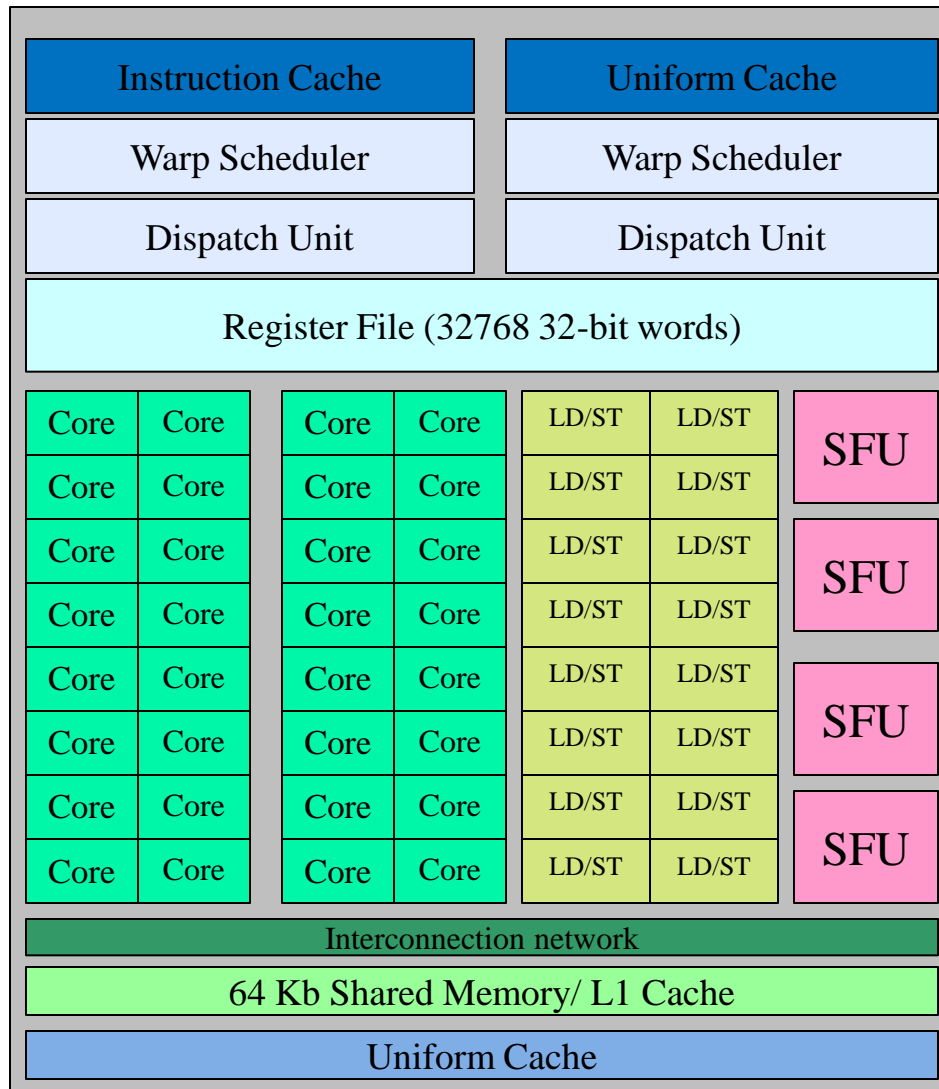 Instruction Cache Uniform Cache
Warp Scheduler Warp Scheduler
Dispatch Unit Dispatch Unit
Register File (32768 32-bit words)
Core Core Core Core LD/ST LD/ST SFU
Core Core Core Core LD/ST LD/ST
Core Core Core Core LD/ST LD/ST SFU
Core Core Core Core LD/ST LD/ST
Core Core Core Core LD/ST LD/ST SFU
Core Core Core Core LD/ST LD/ST
Core Core Core Core LD/ST LD/ST SFU
Core Core Core Core LD/ST LD/ST
Interconnection network
64 Kb Shared Memory/ L1 Cache
Uniform Cache